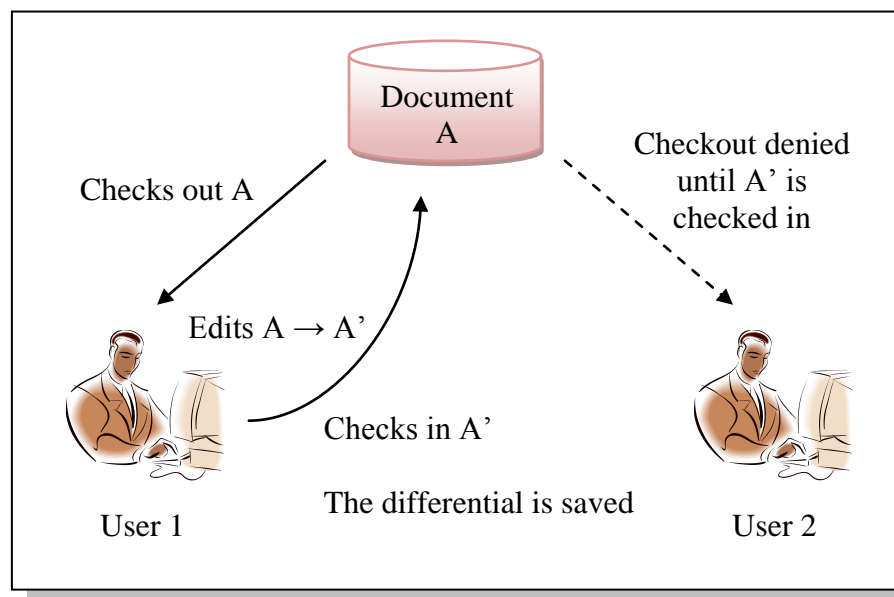 Document
A
Checkout denied
until A’ is
checked in
Checks out A
Edits A → A’
Checks in A’
The differential is saved
User 1
User 2